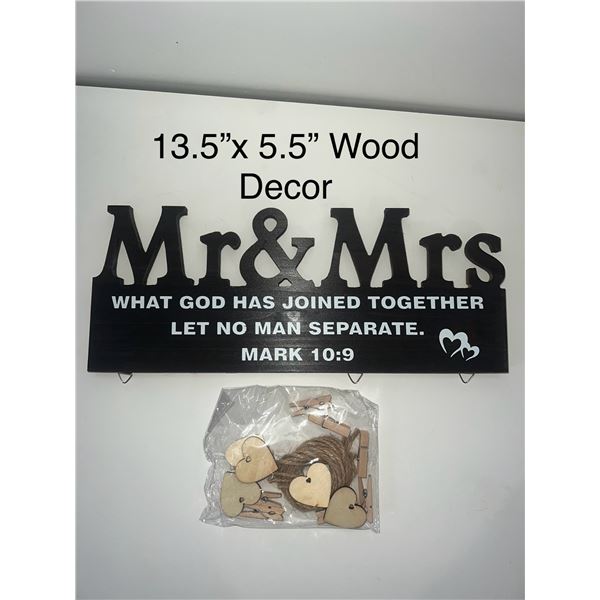 13.5”x 5.5” Wood
Decor
Mr&Mrs
WHAT GOD HAS JOINED TOGETHER
LET NO MAN SEPARATE.
MARK 10:9